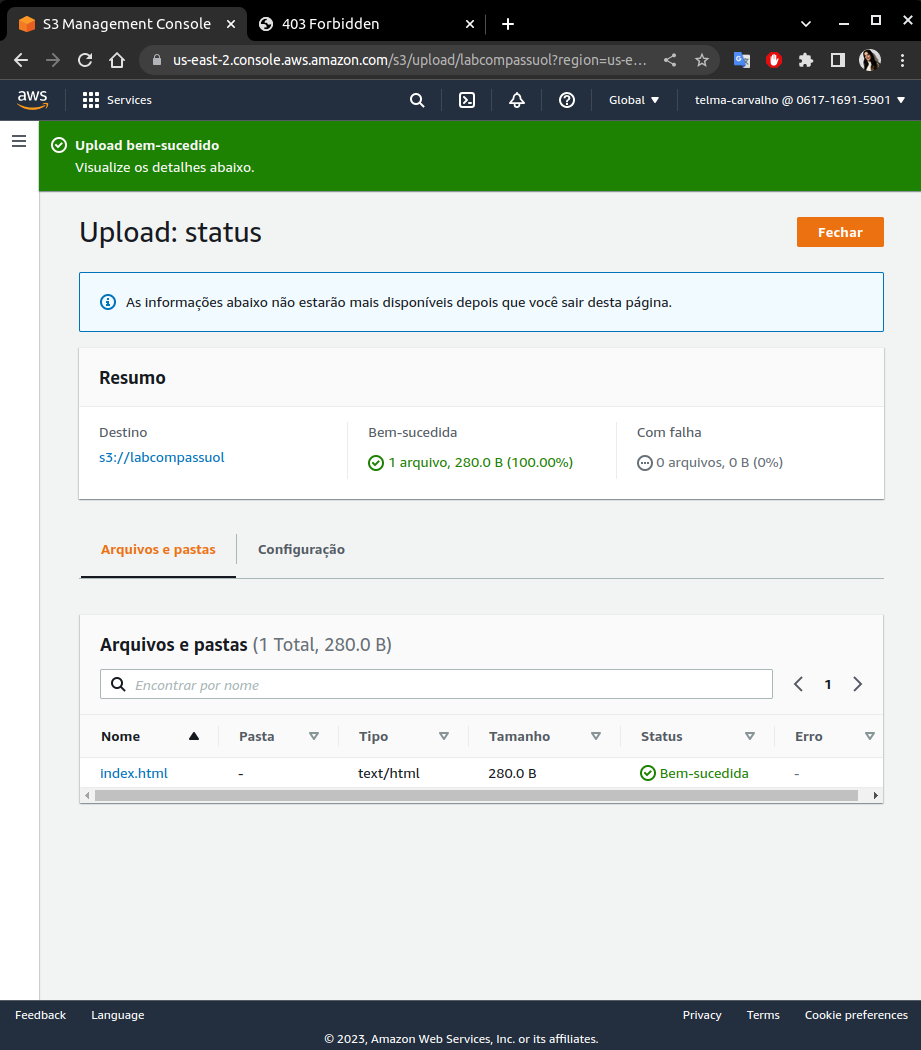 S3 Management Console
403 Forbidden
us-east-2.console.aws.amazon.com/s3/upload/labcompassuol?region=us-e...
aws
Services
Global
telma-carvalho @ 0617-1691-5901
Upload bem-sucedido
Visualize os detalhes abaixo.
Upload: status
Fechar
As informações abaixo não estarão mais disponíveis depois que você sair desta página.
Resumo
Destino
s3://labcompassuol
Bem-sucedida
1 arquivo, 280.0 B (100.00%)
Com falha
0 arquivos, 0 B (0%)
Arquivos e pastas
Configuração
Arquivos e pastas (1 Total, 280.0 B)
Encontrar por nome
1
Nome Pasta Tipo Tamanho Status Erro
index.html - text/html 280.0 B Bem-sucedida -
Feedback Language Privacy Terms Cookie preferences
© 2023, Amazon Web Services, Inc. or its affiliates.